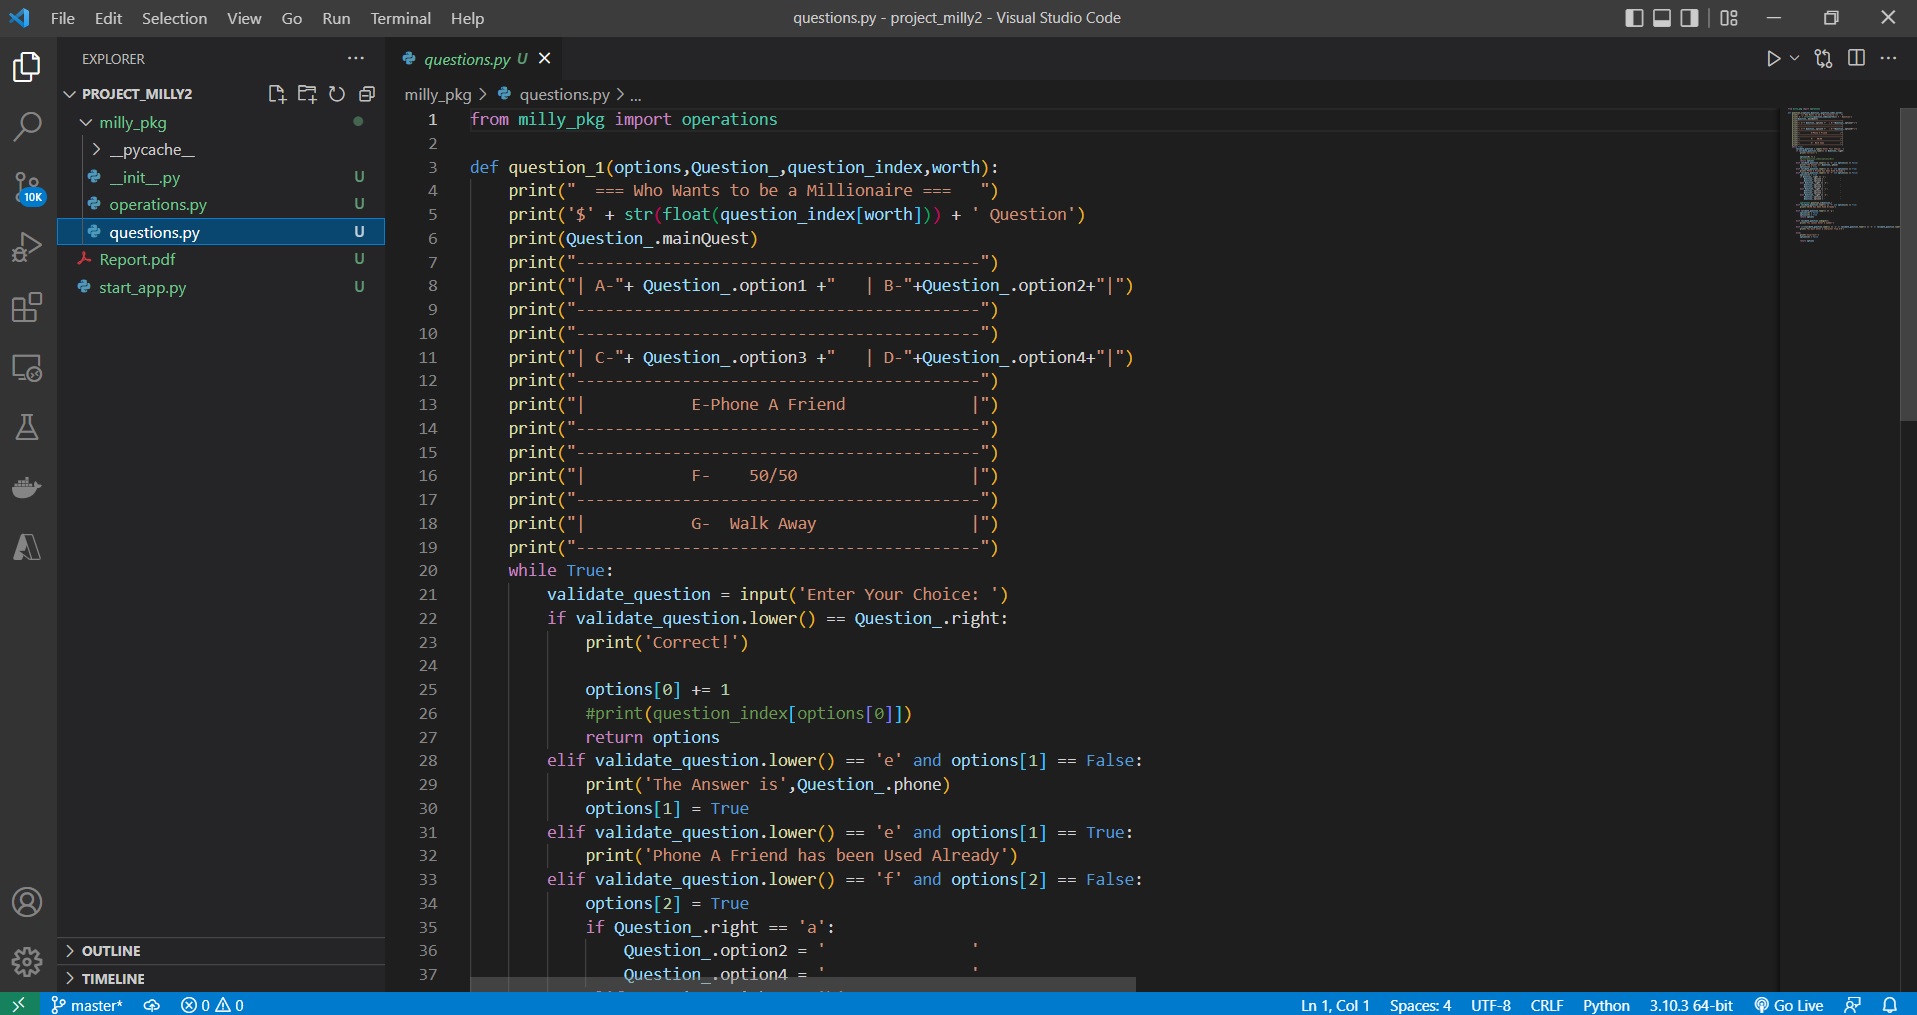 File Edit Selection View Go Run Terminal Help
questions.py - project_milly2 - Visual Studio Code
EXPLORER
PROJECT_MILLY2
milly_pkg
__pycache__
__init__.py U
operations.py U
questions.py U
Report.pdf U
start_app.py U
OUTLINE
TIMELINE
10K
questions.py U
milly_pkg > questions.py > ...
1 from milly_pkg import operations
2
3 def question_1(options,Question_,question_index,worth):
4 print("  === Who Wants to be a Millionaire ===   ")
5 print('$' + str(float(question_index[worth])) + ' Question')
6 print(Question_.mainQuest)
7 print("------------------------------------------")
8 print("| A-"+ Question_.option1 +"   | B-"+Question_.option2+"|")
9 print("------------------------------------------")
10 print("------------------------------------------")
11 print("| C-"+ Question_.option3 +"   | D-"+Question_.option4+"|")
12 print("------------------------------------------")
13 print("|           E-Phone A Friend             |")
14 print("------------------------------------------")
15 print("------------------------------------------")
16 print("|           F-    50/50                  |")
17 print("------------------------------------------")
18 print("|           G-  Walk Away                |")
19 print("------------------------------------------")
20 while True:
21 validate_question = input('Enter Your Choice: ')
22 if validate_question.lower() == Question_.right:
23 print('Correct!')
24
25 options[0] += 1
26 #print(question_index[options[0]])
27 return options
28 elif validate_question.lower() == 'e' and options[1] == False:
29 print('The Answer is',Question_.phone)
30 options[1] = True
31 elif validate_question.lower() == 'e' and options[1] == True:
32 print('Phone A Friend has been Used Already')
33 elif validate_question.lower() == 'f' and options[2] == False:
34 options[2] = True
35 if Question_.right == 'a':
36 Question_.option2 = '               '
37 Question_.option4 = '               '
master* 0 0 Ln 1, Col 1 Spaces: 4 UTF-8 CRLF Python 3.10.3 64-bit Go Live